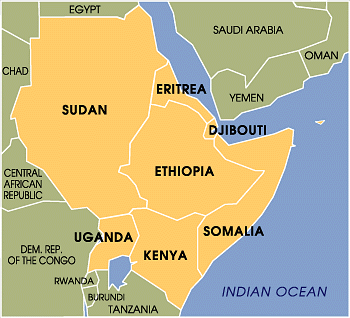 EGYPT
SAUDI ARABIA
OMAN
CHAD
ERITREA
YEMEN
SUDAN
DJIBOUTI
CENTRAL
AFRICAN
REPUBLIC
ETHIOPIA
UGANDA
SOMALIA
DEM. REP.
OF THE CONGO
KENYA
RWANDA
BURUNDI
TANZANIA
INDIAN OCEAN